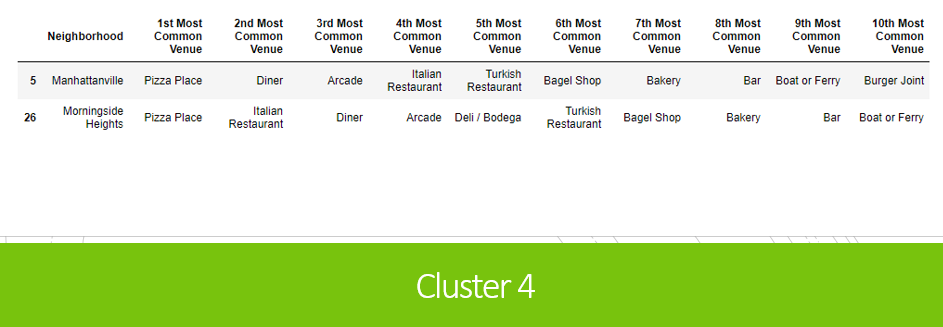 Neighborhood 1st Most Common Venue 2nd Most Common Venue 3rd Most Common Venue 4th Most Common Venue 5th Most Common Venue 6th Most Common Venue 7th Most Common Venue 8th Most Common Venue 9th Most Common Venue 10th Most Common Venue
5 Manhattanville Pizza Place Diner Arcade Italian Restaurant Turkish Restaurant Bagel Shop Bakery Bar Boat or Ferry Burger Joint
26 Morningside Heights Pizza Place Italian Restaurant Diner Arcade Deli / Bodega Turkish Restaurant Bagel Shop Bakery Bar Boat or Ferry
Cluster 4